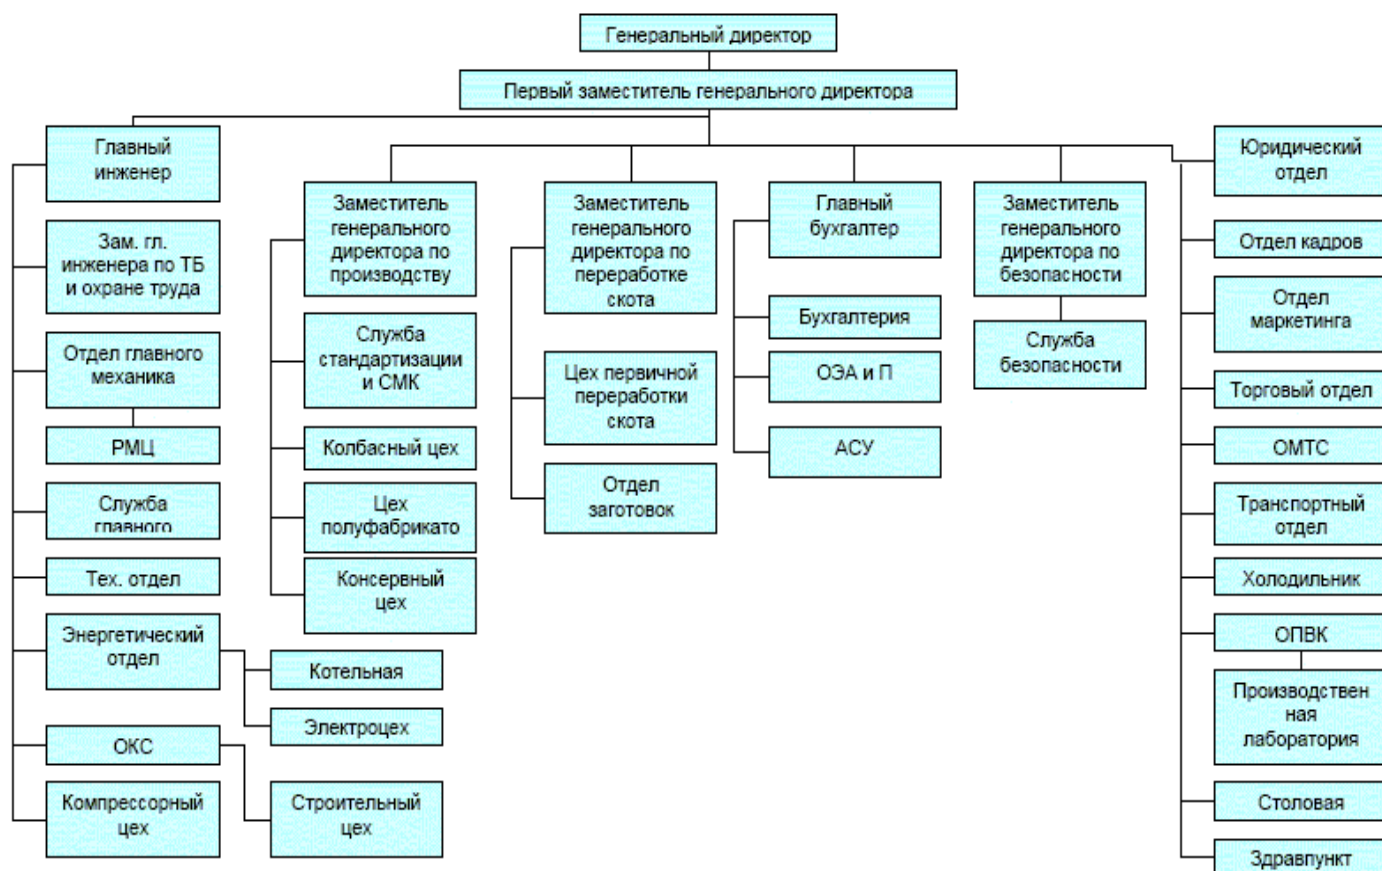 Генеральный директор
Первый заместитель генерального директора
Главный
инженер
Зам. гл.
инженера по ТБ
и охране труда
Отдел главного
механика
РМЦ
Служба
главного
Тех. отдел
Энергетический
отдел
Котельная
Электроцех
ОКС
Компрессорный
цех
Строительный
цех
Заместитель
генерального
директора по
производству
Служба
стандартизации
и СМК
Колбасный цех
Цех
полуфабрикато
Консервный
цех
Заместитель
генерального
директора по
переработке
скота
Цех первичной
переработки
скота
Отдел
заготовок
Главный
бухгалтер
Бухгалтерия
ОЭА и П
АСУ
Заместитель
генерального
директора по
безопасности
Служба
безопасности
Юридический
отдел
Отдел кадров
Отдел
маркетинга
Торговый отдел
ОМТС
Транспортный
отдел
Холодильник
ОПВК
Производствен
ная
лаборатория
Столовая
Здравпункт